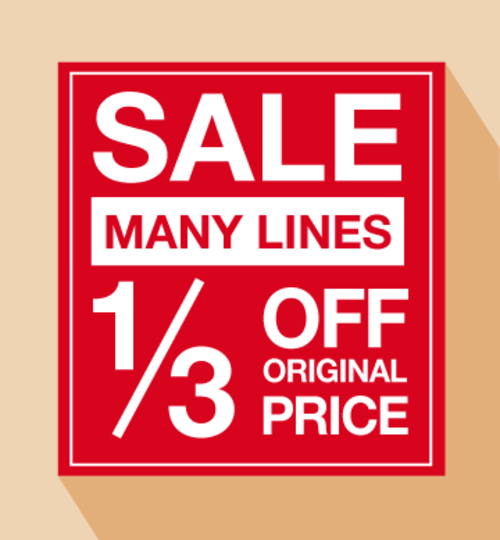 SALE
MANY LINES
1/3 OFF
ORIGINAL
PRICE